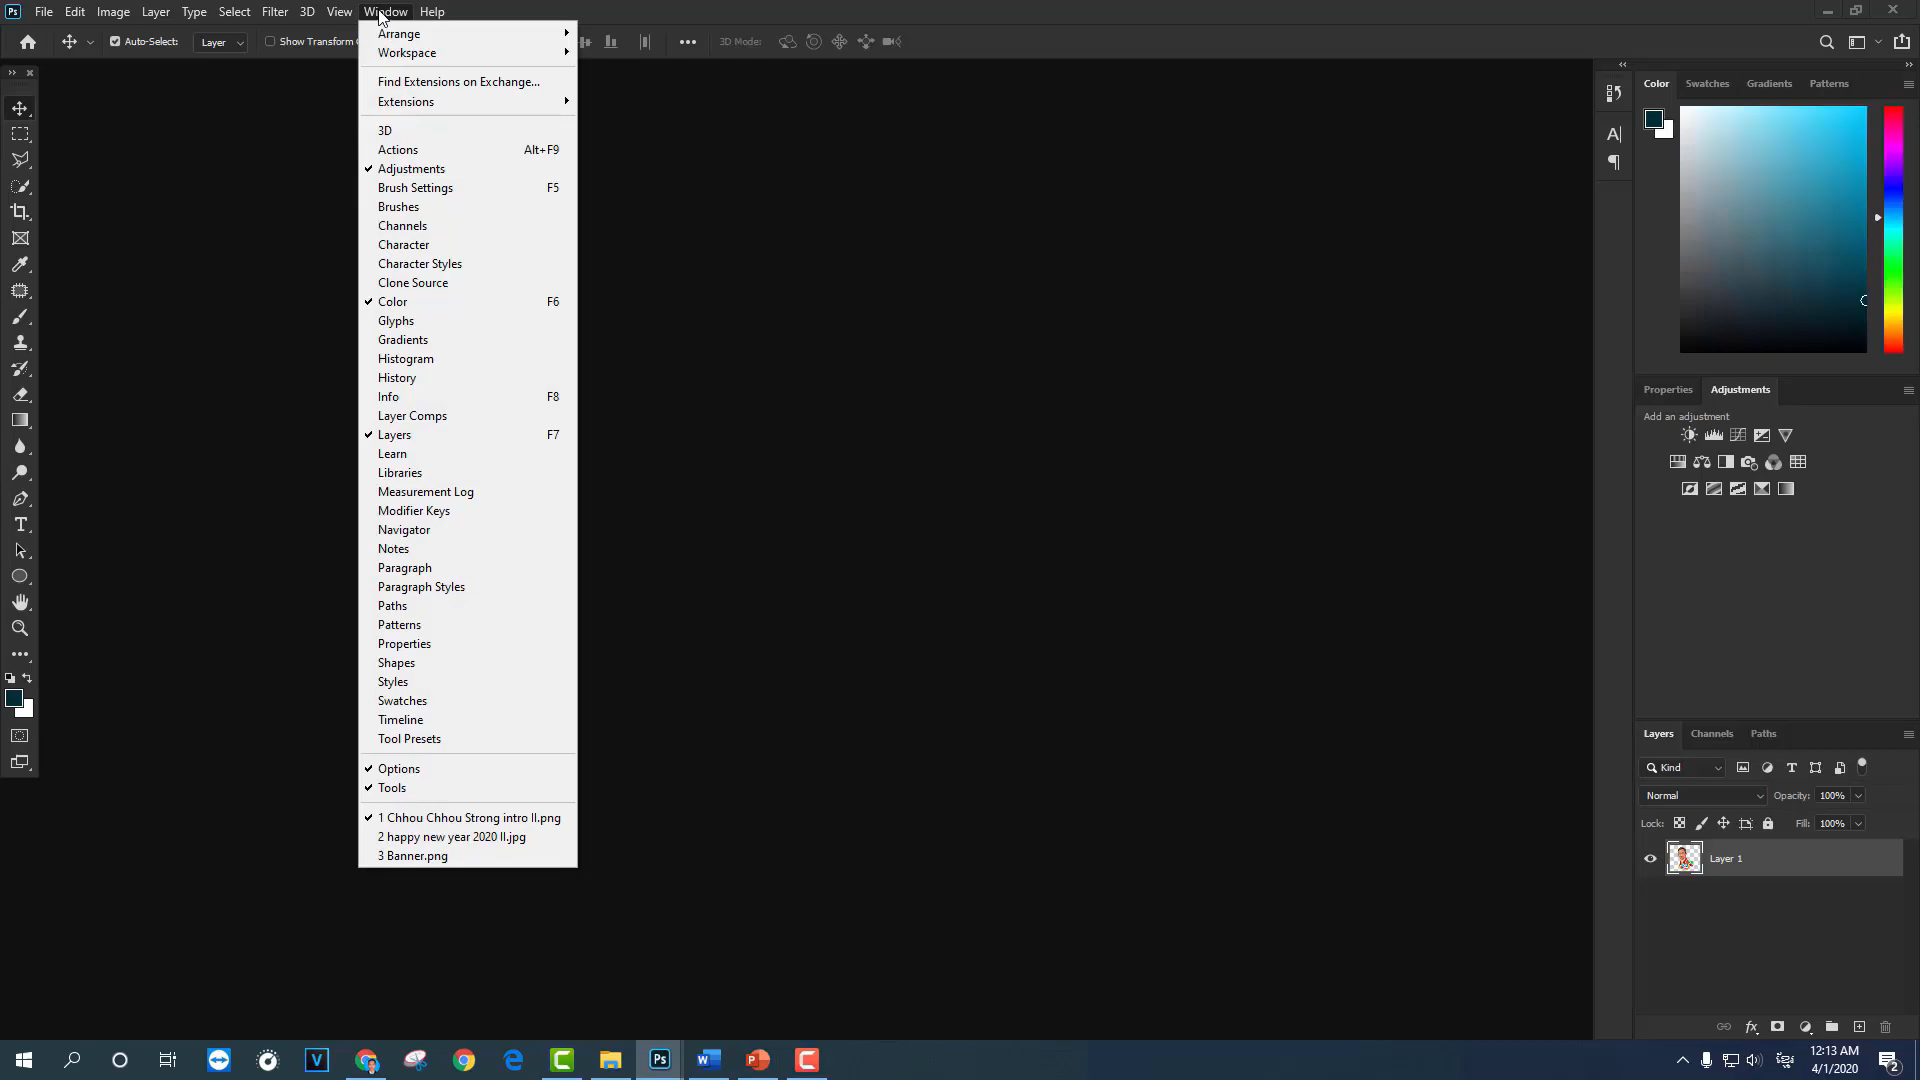 Ps File Edit Image Layer Type Select Filter 3D View Window Help
Auto-Select: Layer Show Transform 3D Mode:
Arrange
Workspace
Find Extensions on Exchange...
Extensions
3D
Actions Alt+F9
Adjustments
Brush Settings F5
Brushes
Channels
Character
Character Styles
Clone Source
Color F6
Glyphs
Gradients
Histogram
History
Info F8
Layer Comps
Layers F7
Learn
Libraries
Measurement Log
Modifier Keys
Navigator
Notes
Paragraph
Paragraph Styles
Paths
Patterns
Properties
Shapes
Styles
Swatches
Timeline
Tool Presets
Options
Tools
1 Chhou Chhou Strong intro II.png
2 happy new year 2020 II.jpg
3 Banner.png
Color Swatches Gradients Patterns
Properties Adjustments
Add an adjustment
Layers Channels Paths
Kind
Normal Opacity: 100%
Lock: Fill: 100%
Layer 1
12:13 AM
4/1/2020
2